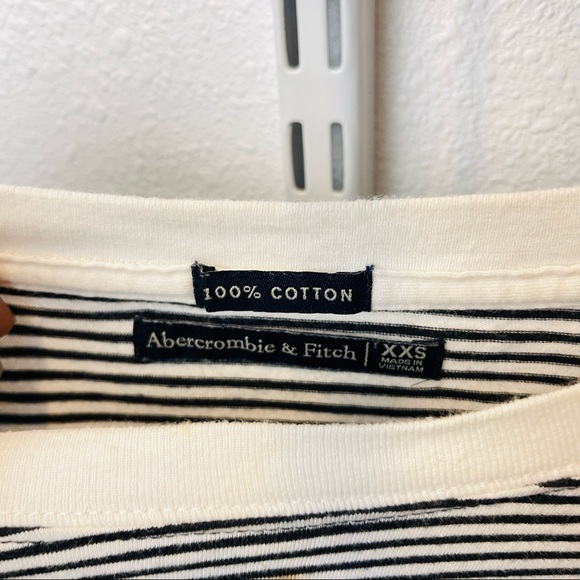 100% COTTON
Abercrombie & Fitch | XXS
MADE IN
VIETNAM